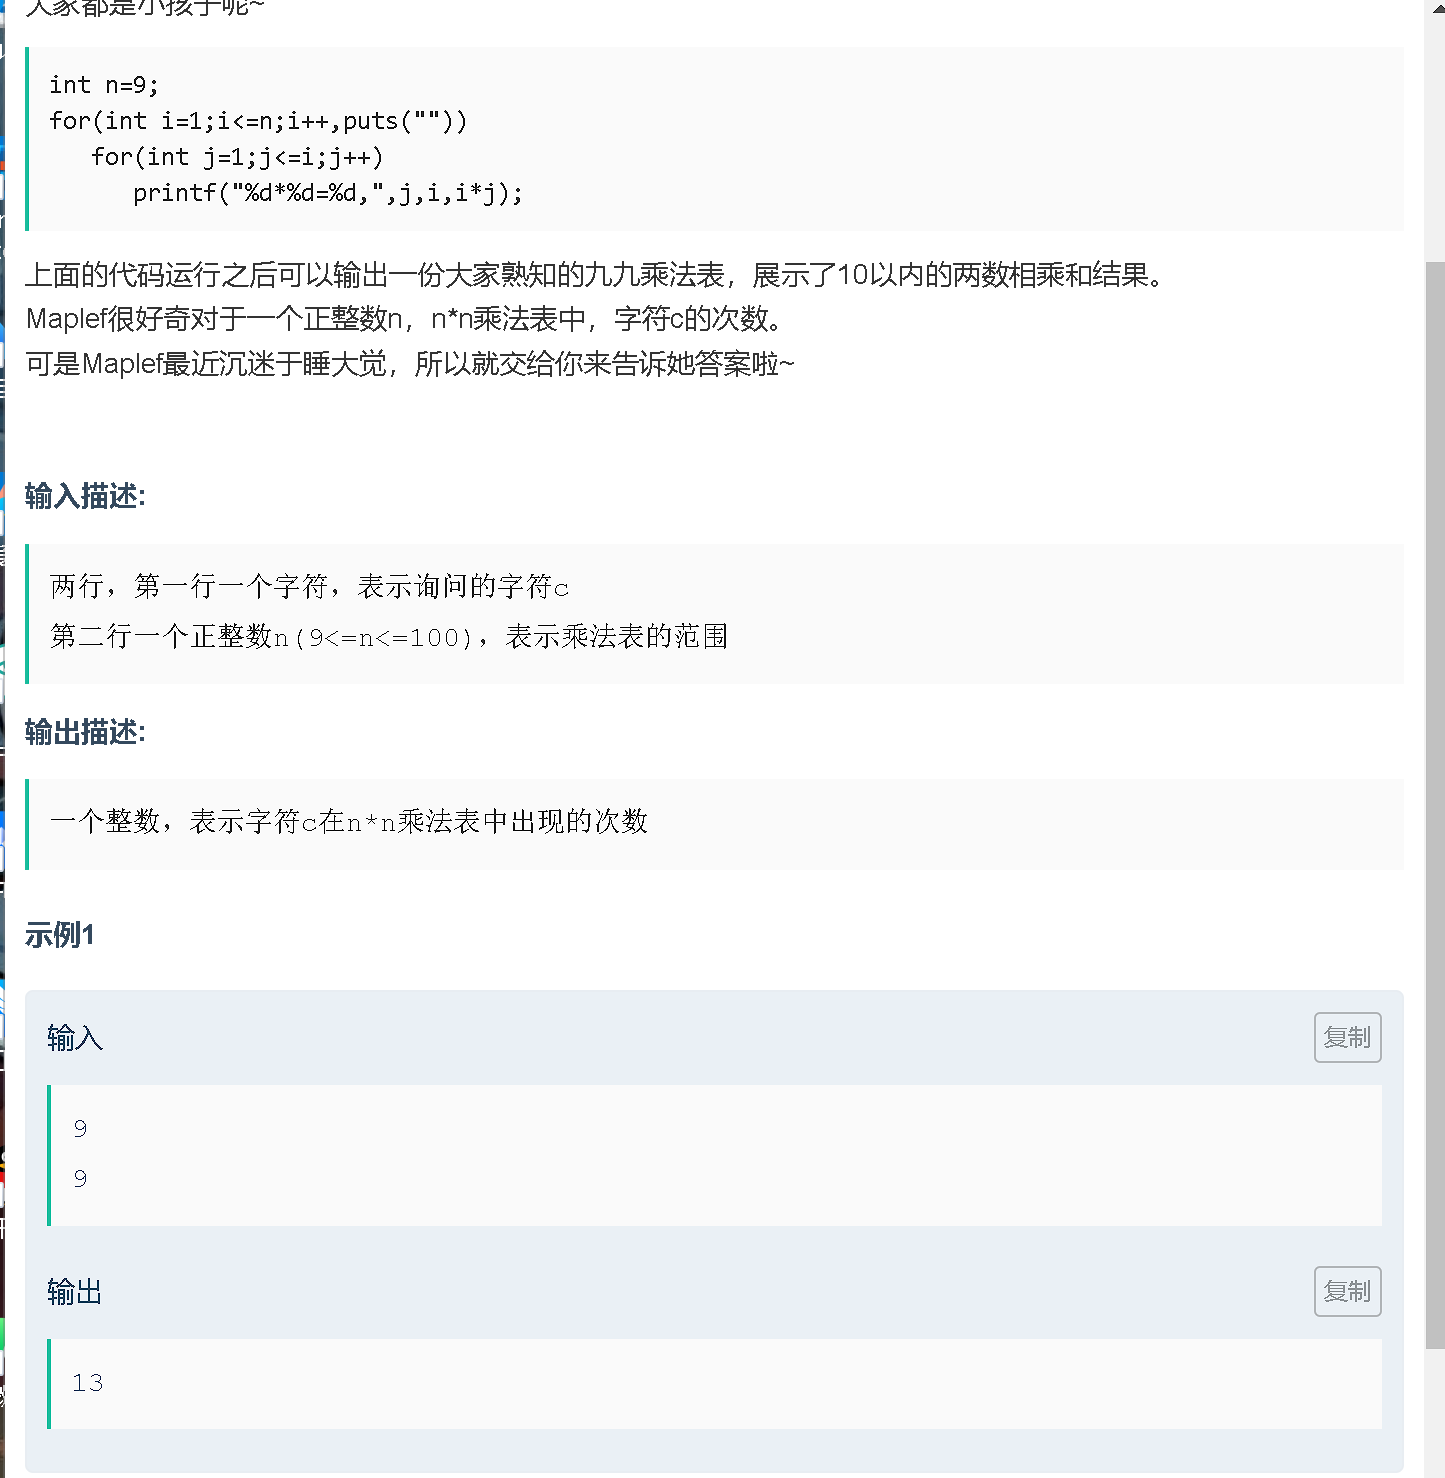 大家都是小孩子呢~
int n=9;
for(int i=1;i<=n;i++,puts(""))
   for(int j=1;j<=i;j++)
      printf("%d*%d=%d,",j,i,i*j);
上面的代码运行之后可以输出一份大家熟知的九九乘法表，展示了10以内的两数相乘和结果。
Maplef很好奇对于一个正整数n，n*n乘法表中，字符c的次数。
可是Maplef最近沉迷于睡大觉，所以就交给你来告诉她答案啦~
输入描述:
两行，第一行一个字符，表示询问的字符c
第二行一个正整数n(9<=n<=100)，表示乘法表的范围
输出描述:
一个整数，表示字符c在n*n乘法表中出现的次数
示例1
输入
复制
9
9
输出
复制
13